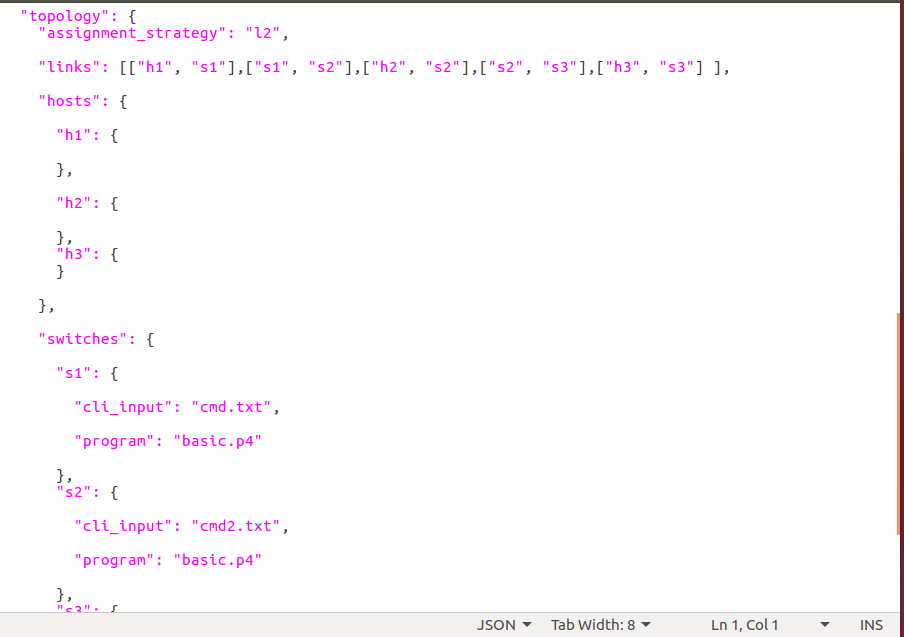 "topology": {
"assignment_strategy": "l2",
"links": [["h1", "s1"],["s1", "s2"],["h2", "s2"],["s2", "s3"],["h3", "s3"] ],
"hosts": {
"h1": {
},
"h2": {
},
"h3": {
}
},
"switches": {
"s1": {
"cli_input": "cmd.txt",
"program": "basic.p4"
},
"s2": {
"cli_input": "cmd2.txt",
"program": "basic.p4"
},
"s3": {
JSON Tab Width: 8 Ln 1, Col 1 INS